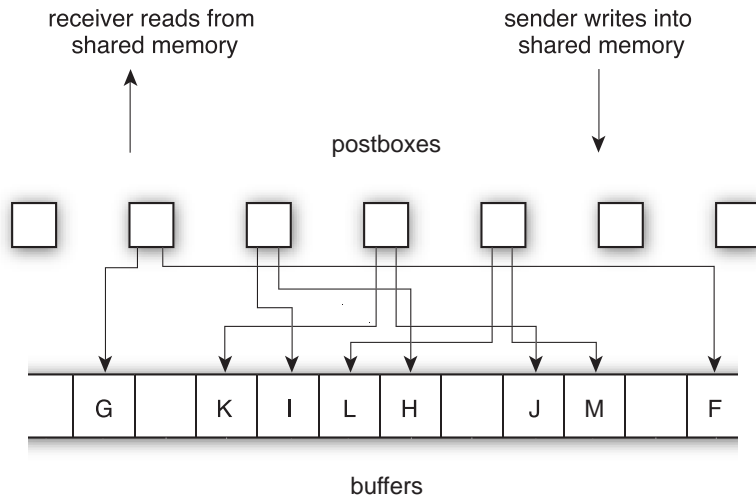 receiver reads from
shared memory
sender writes into
shared memory
postboxes
G K I L H J M F
buffers